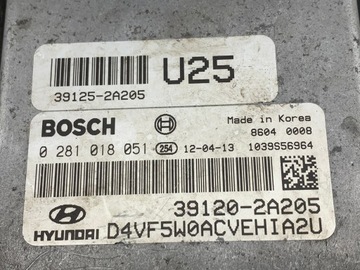 U25
39125-2A205
BOSCH
Made in Korea
8604 0008
0 281 018 051 254 12-04-13 1039S56964
39120-2A205
HYUNDAI D4VF5W0ACVEHIA2U